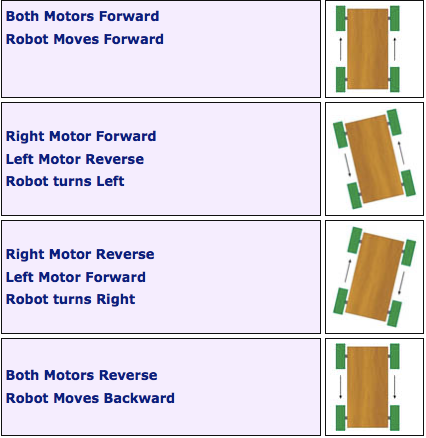 Both Motors Forward
Robot Moves Forward
Right Motor Forward
Left Motor Reverse
Robot turns Left
Right Motor Reverse
Left Motor Forward
Robot turns Right
Both Motors Reverse
Robot Moves Backward